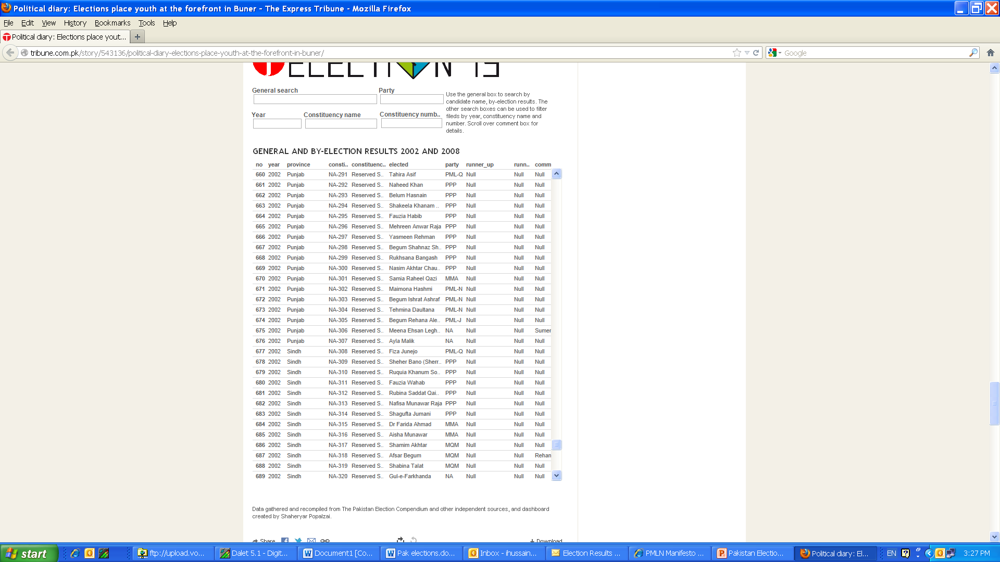 Political diary: Elections place youth at the forefront in Buner - The Express Tribune - Mozilla Firefox
File Edit View History Bookmarks Tools Help
Political diary: Elections place yout... +
tribune.com.pk/story/543136/political-diary-elections-place-youth-at-the-forefront-in-buner/ Google
General search Party
Use the general box to search by
candidate name, by-election results. The
other search boxes can be used to filter
fileds by year, constituency name and
number. Scroll over comment box for
details.
Year Constituency name Constituency numb..
GENERAL AND BY-ELECTION RESULTS 2002 AND 2008
no year province consti.. constituenc.. elected party runner_up runn.. comm
660 2002 Punjab NA-291 Reserved S.. Tahira Asif PML-Q Null Null Null
661 2002 Punjab NA-292 Reserved S.. Naheed Khan PPP Null Null Null
662 2002 Punjab NA-293 Reserved S.. Belum Hasnain PPP Null Null Null
663 2002 Punjab NA-294 Reserved S.. Shakeela Khanam .. PPP Null Null Null
664 2002 Punjab NA-295 Reserved S.. Fauzia Habib PPP Null Null Null
665 2002 Punjab NA-296 Reserved S.. Mehreen Anwar Raja PPP Null Null Null
666 2002 Punjab NA-297 Reserved S.. Yasmeen Rehman PPP Null Null Null
667 2002 Punjab NA-298 Reserved S.. Begum Shahnaz Sh.. PPP Null Null Null
668 2002 Punjab NA-299 Reserved S.. Rukhsana Bangash PPP Null Null Null
669 2002 Punjab NA-300 Reserved S.. Nasim Akhtar Chau.. PPP Null Null Null
670 2002 Punjab NA-301 Reserved S.. Samia Raheel Qazi MMA Null Null Null
671 2002 Punjab NA-302 Reserved S.. Maimona Hashmi PML-N Null Null Null
672 2002 Punjab NA-303 Reserved S.. Begum Ishrat Ashraf PML-N Null Null Null
673 2002 Punjab NA-304 Reserved S.. Tehmina Daultana PML-N Null Null Null
674 2002 Punjab NA-305 Reserved S.. Begum Rehana Ale.. PML-J Null Null Null
675 2002 Punjab NA-306 Reserved S.. Meena Ehsan Legh.. NA Null Null Sumer
676 2002 Punjab NA-307 Reserved S.. Ayla Malik NA Null Null Null
677 2002 Sindh NA-308 Reserved S.. Fiza Junejo PML-Q Null Null Null
678 2002 Sindh NA-309 Reserved S.. Sheher Bano (Sherr.. PPP Null Null Null
679 2002 Sindh NA-310 Reserved S.. Ruquia Khanum So.. PPP Null Null Null
680 2002 Sindh NA-311 Reserved S.. Fauzia Wahab PPP Null Null Null
681 2002 Sindh NA-312 Reserved S.. Rubina Saddat Qai.. PPP Null Null Null
682 2002 Sindh NA-313 Reserved S.. Nafisa Munawar Raja PPP Null Null Null
683 2002 Sindh NA-314 Reserved S.. Shagufta Jumani PPP Null Null Null
684 2002 Sindh NA-315 Reserved S.. Dr Farida Ahmad MMA Null Null Null
685 2002 Sindh NA-316 Reserved S.. Aisha Munawar MMA Null Null Null
686 2002 Sindh NA-317 Reserved S.. Shamim Akhtar MQM Null Null Null
687 2002 Sindh NA-318 Reserved S.. Afsar Begum MQM Null Null Rehan
688 2002 Sindh NA-319 Reserved S.. Shabina Talat MQM Null Null Null
689 2002 Sindh NA-320 Reserved S.. Gul-e-Farkhanda NA Null Null Null
Data gathered and recompiled from The Pakistan Election Compendium and other independent sources, and dashboard
created by Shaheryar Popalzai.
Share Download
start ftp://upload.vo... Dalet 5.1 - Digit... Document1 [Co... Pak elections.do... Inbox - ihussain... Election Results ... PMLN Manifesto ... Pakistan Electio... Political diary: El... EN 3:27 PM